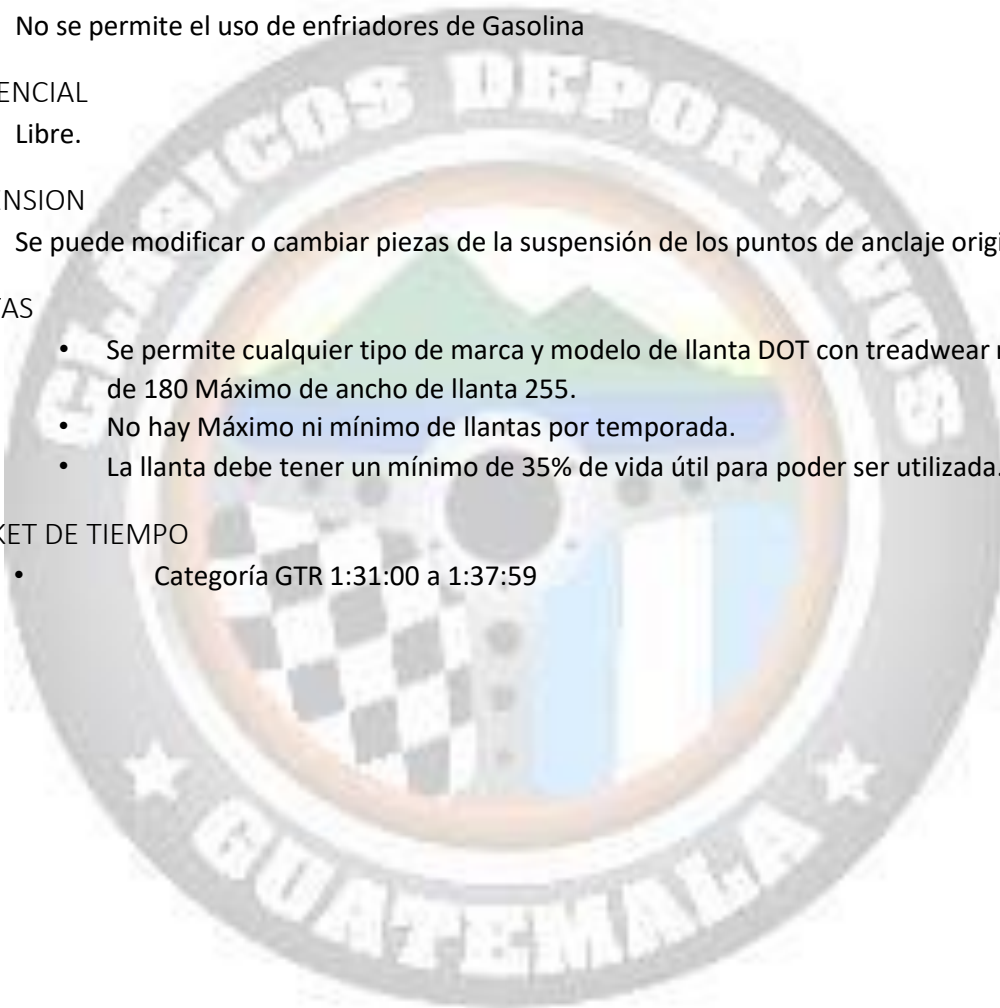 No se permite el uso de enfriadores de Gasolina
ENCIAL
Libre.
ENSION
Se puede modificar o cambiar piezas de la suspensión de los puntos de anclaje origi
TAS
• Se permite cualquier tipo de marca y modelo de llanta DOT con treadwear
de 180 Máximo de ancho de llanta 255.
• No hay Máximo ni mínimo de llantas por temporada.
• La llanta debe tener un mínimo de 35% de vida útil para poder ser utilizada.
KET DE TIEMPO
• Categoría GTR 1:31:00 a 1:37:59
CLASICOS DEPORTIVOS
GUATEMALA